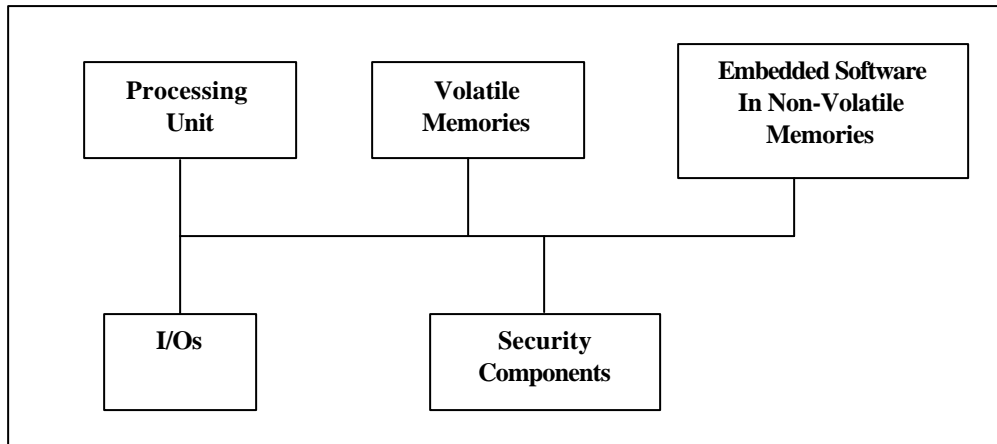 Processing
Unit
Volatile
Memories
Embedded Software
In Non-Volatile
Memories
I/Os
Security
Components